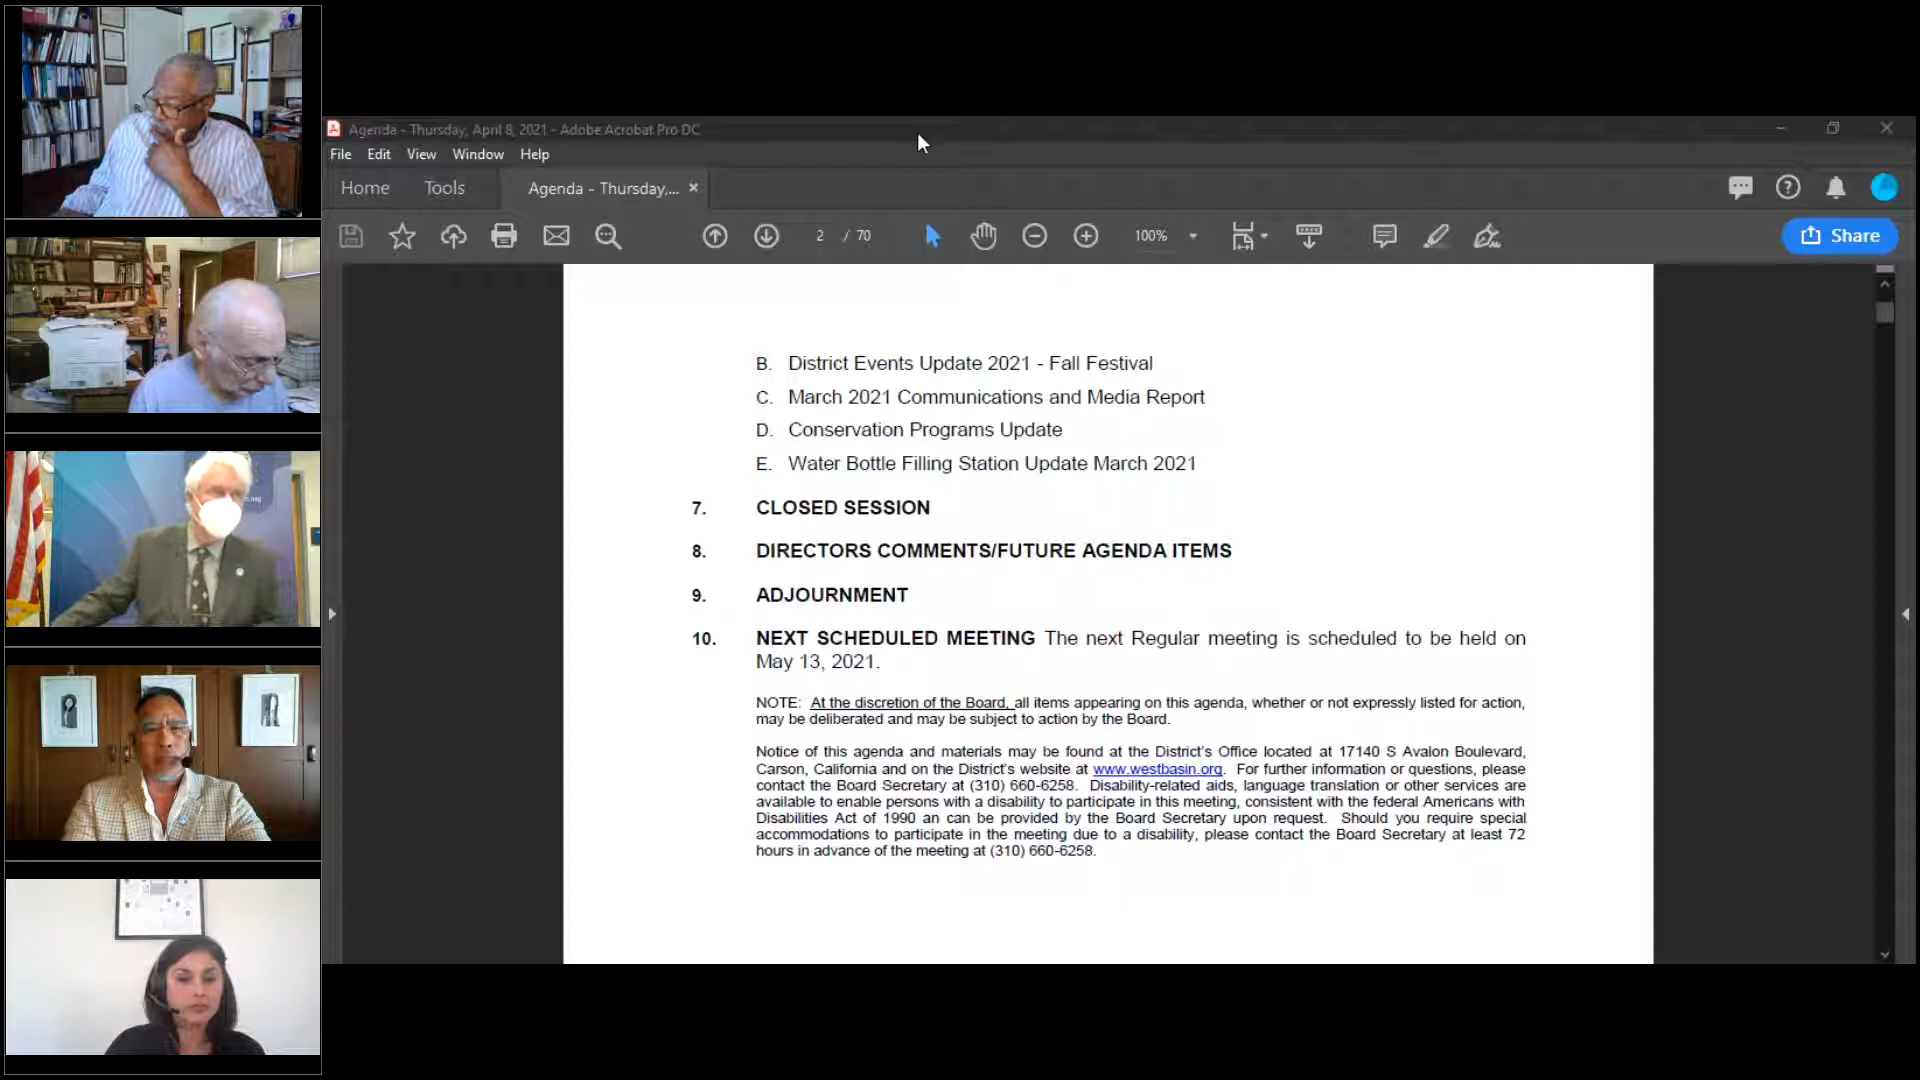 Agenda - Thursday, April 8, 2021 - Adobe Acrobat Pro DC
File Edit View Window Help
Home Tools Agenda - Thursday,... ×
2 / 70 100% Share
B. District Events Update 2021 - Fall Festival
C. March 2021 Communications and Media Report
D. Conservation Programs Update
E. Water Bottle Filling Station Update March 2021
7. CLOSED SESSION
8. DIRECTORS COMMENTS/FUTURE AGENDA ITEMS
9. ADJOURNMENT
10. NEXT SCHEDULED MEETING The next Regular meeting is scheduled to be held on
May 13, 2021.
NOTE: At the discretion of the Board, all items appearing on this agenda, whether or not expressly listed for action,
may be deliberated and may be subject to action by the Board.
Notice of this agenda and materials may be found at the District's Office located at 17140 S Avalon Boulevard,
Carson, California and on the District's website at www.westbasin.org. For further information or questions, please
contact the Board Secretary at (310) 660-6258. Disability-related aids, language translation or other services are
available to enable persons with a disability to participate in this meeting, consistent with the federal Americans with
Disabilities Act of 1990 an can be provided by the Board Secretary upon request. Should you require special
accommodations to participate in the meeting due to a disability, please contact the Board Secretary at least 72
hours in advance of the meeting at (310) 660-6258.